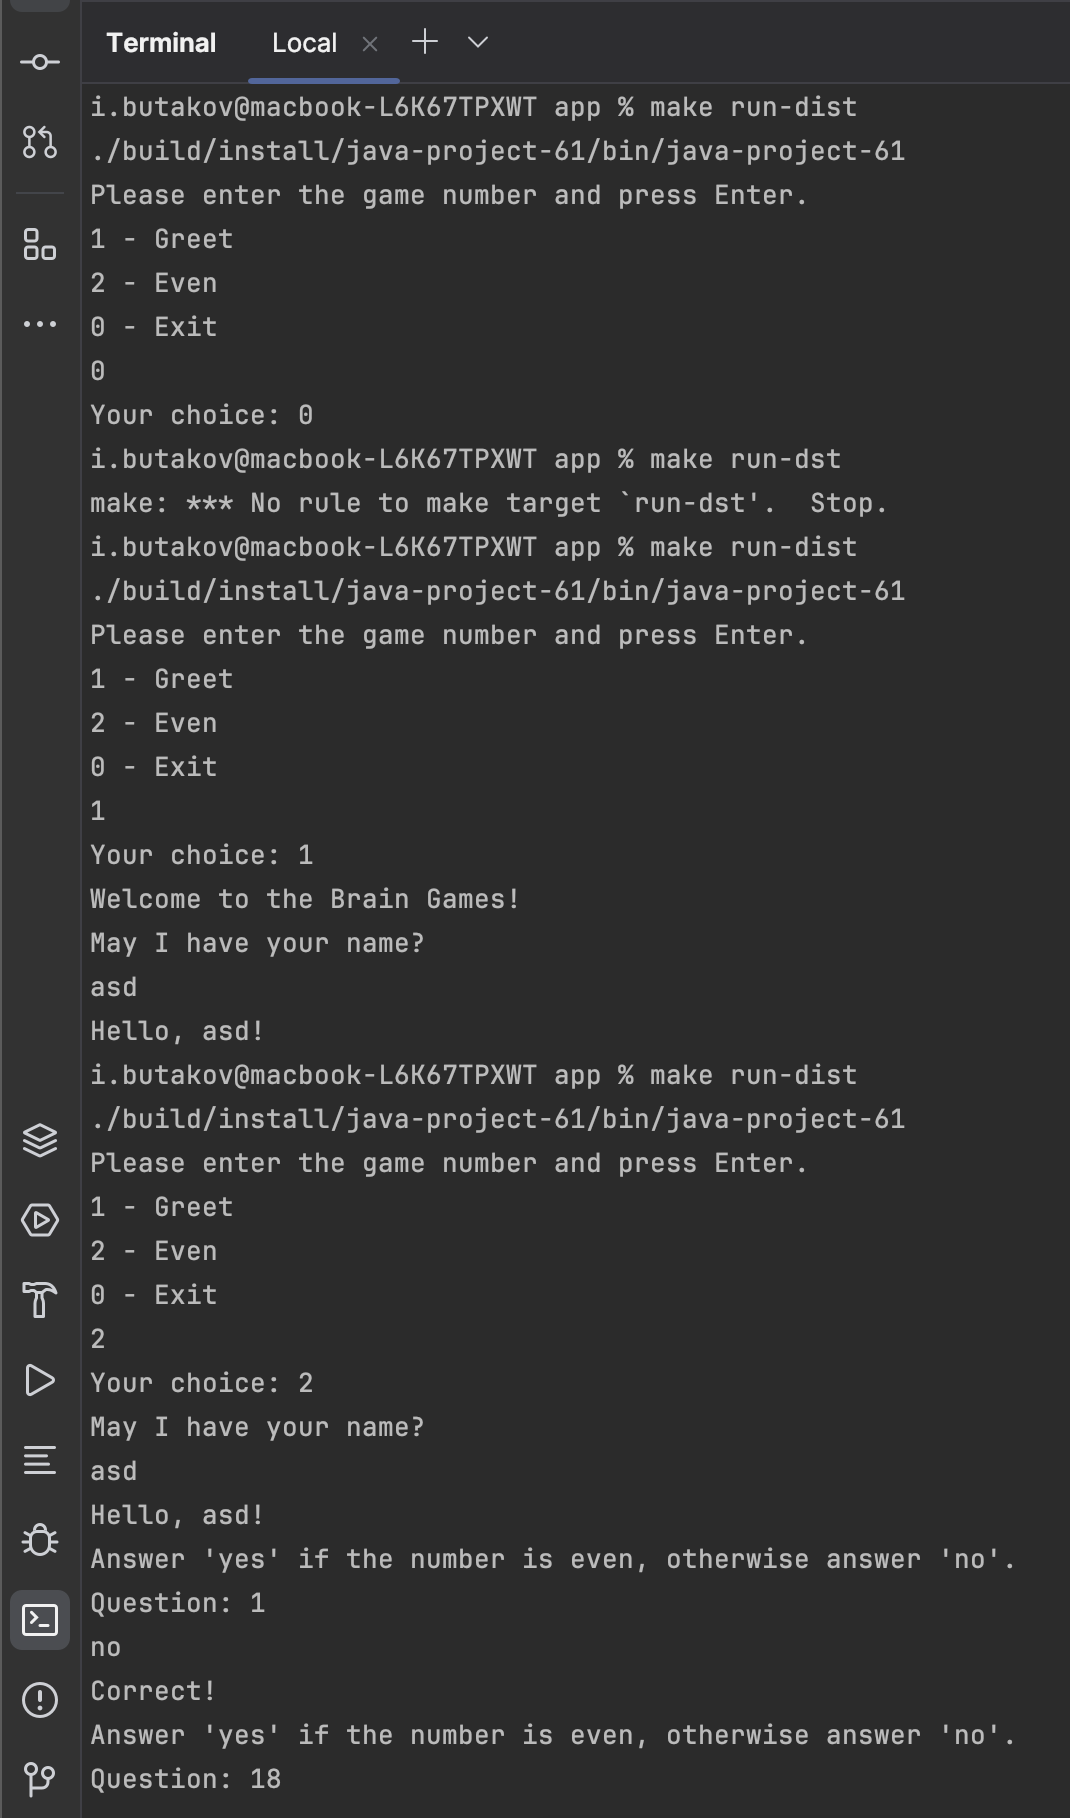 Terminal Local
i.butakov@macbook-L6K67TPXWT app % make run-dist
./build/install/java-project-61/bin/java-project-61
Please enter the game number and press Enter.
1 - Greet
2 - Even
0 - Exit
0
Your choice: 0
i.butakov@macbook-L6K67TPXWT app % make run-dst
make: *** No rule to make target `run-dst'.  Stop.
i.butakov@macbook-L6K67TPXWT app % make run-dist
./build/install/java-project-61/bin/java-project-61
Please enter the game number and press Enter.
1 - Greet
2 - Even
0 - Exit
1
Your choice: 1
Welcome to the Brain Games!
May I have your name?
asd
Hello, asd!
i.butakov@macbook-L6K67TPXWT app % make run-dist
./build/install/java-project-61/bin/java-project-61
Please enter the game number and press Enter.
1 - Greet
2 - Even
0 - Exit
2
Your choice: 2
May I have your name?
asd
Hello, asd!
Answer 'yes' if the number is even, otherwise answer 'no'.
Question: 1
no
Correct!
Answer 'yes' if the number is even, otherwise answer 'no'.
Question: 18